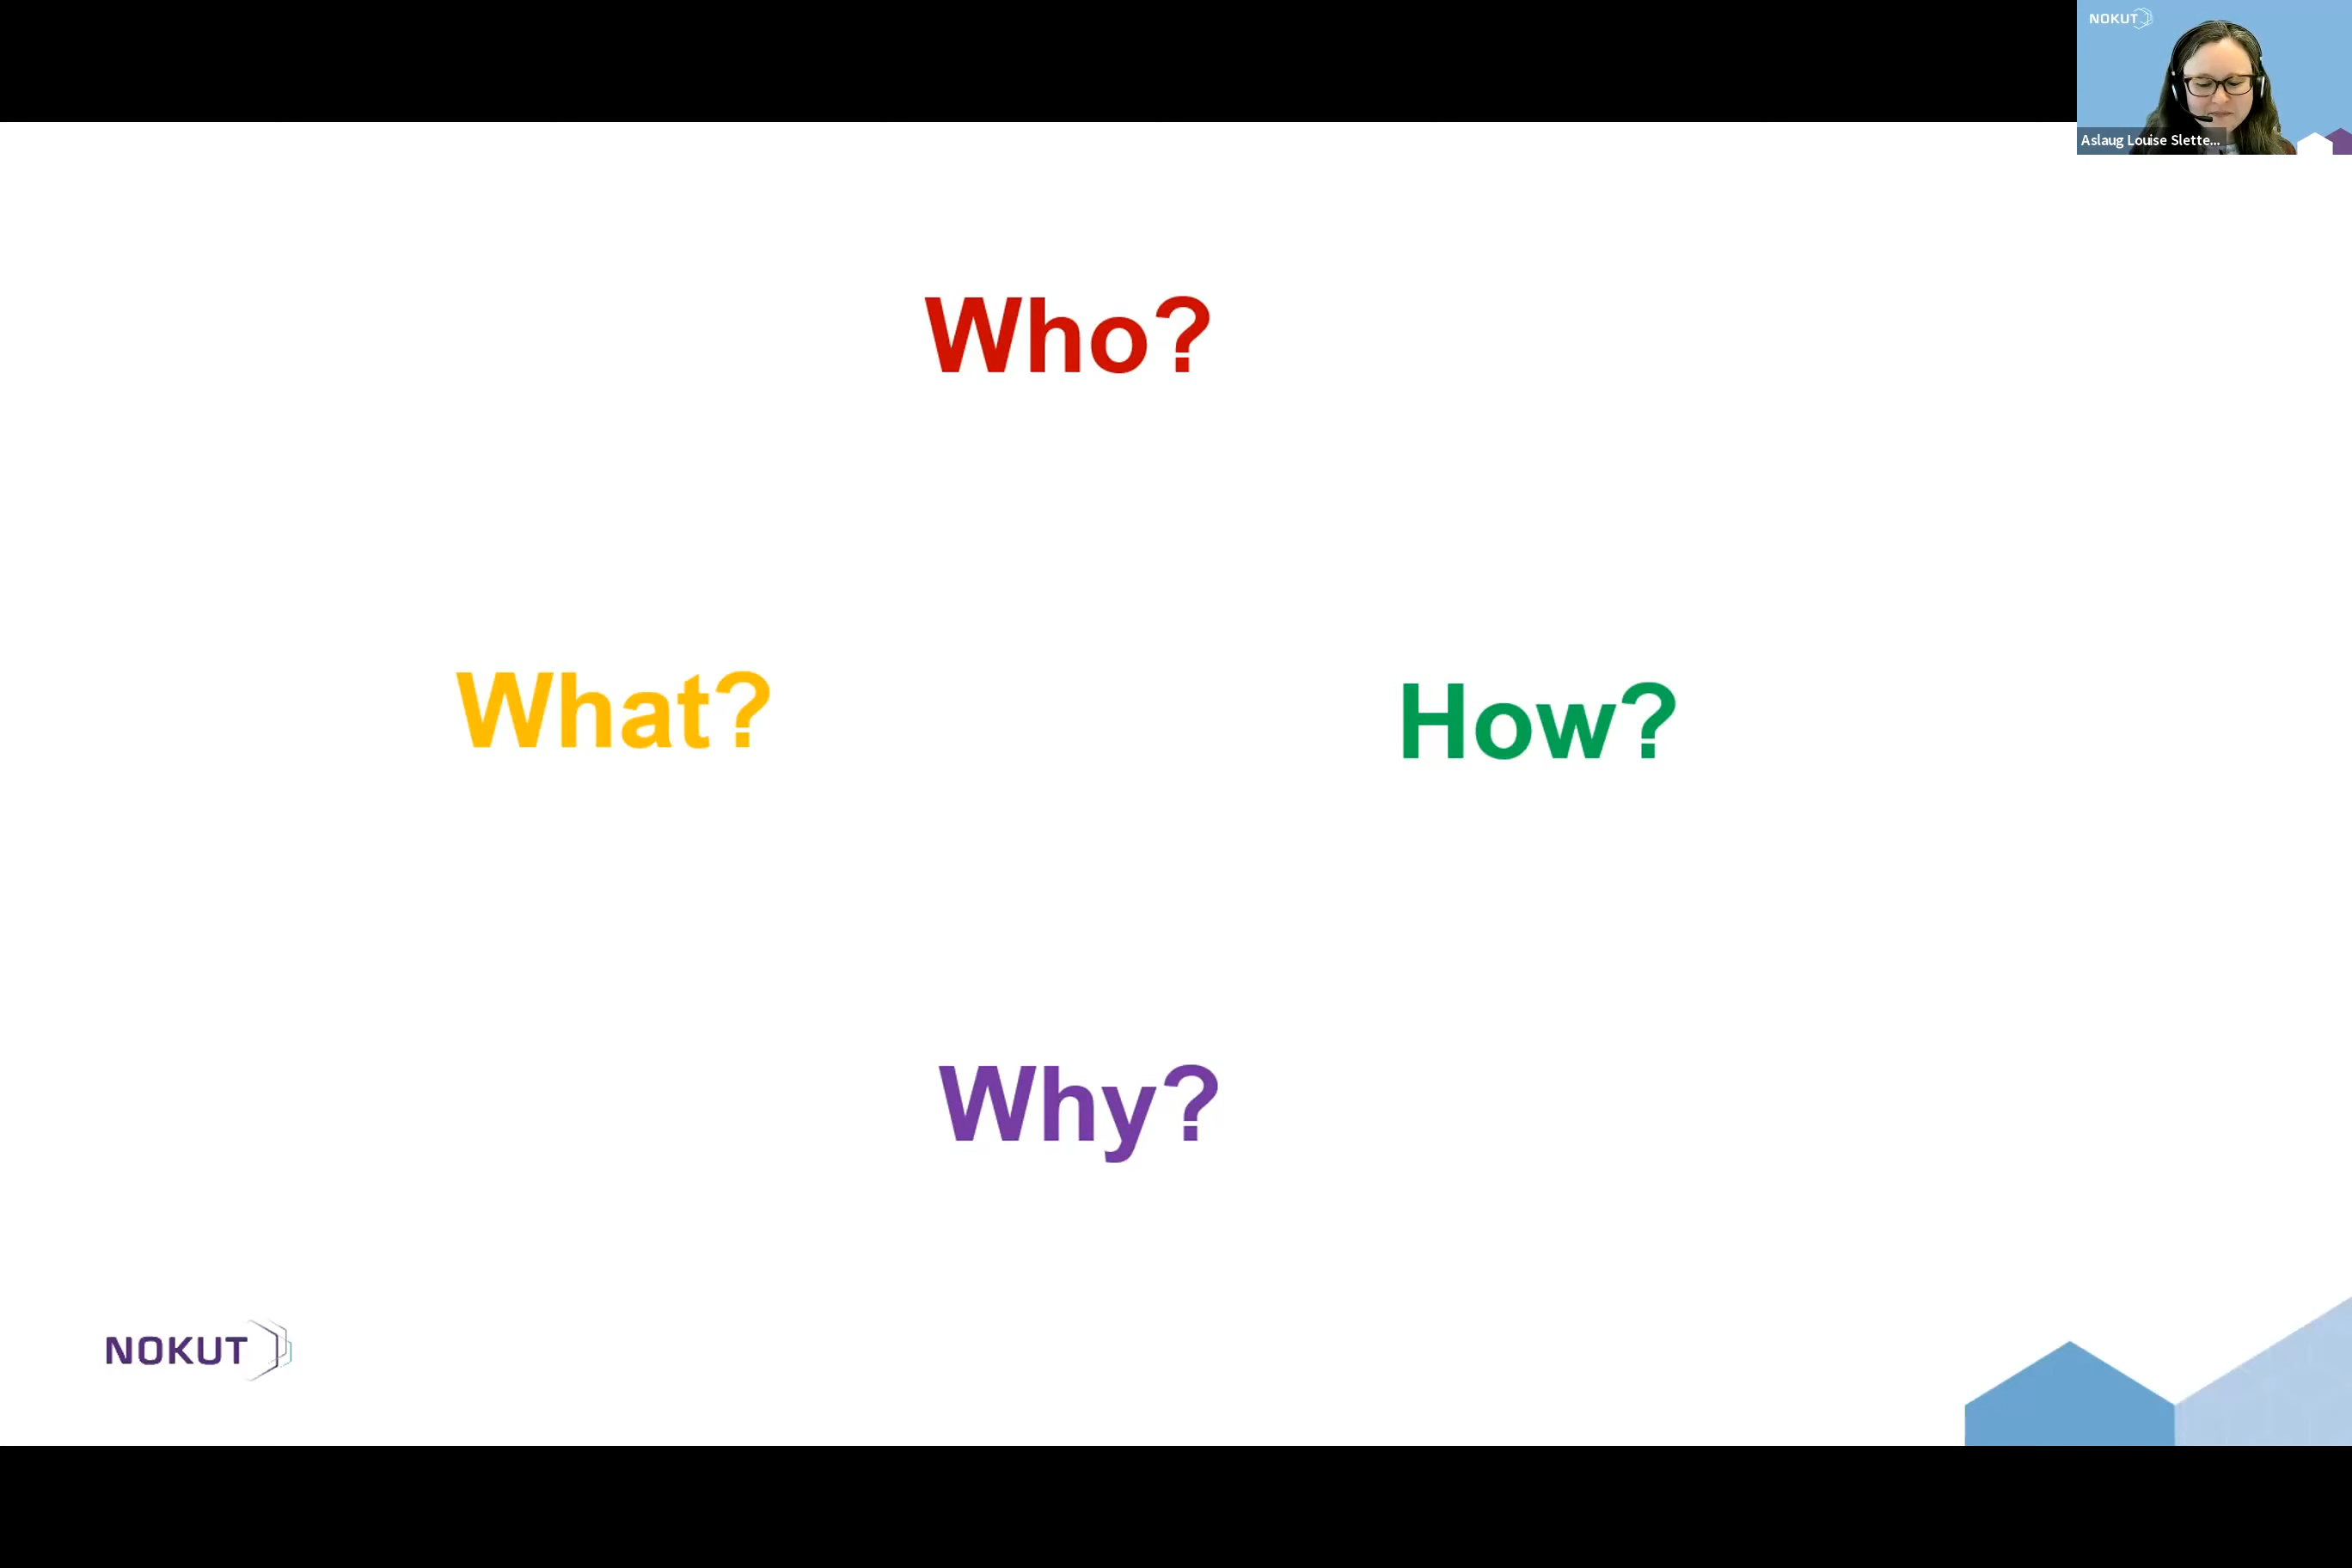 NOKUT
Aslaug Louise Slette...
Who?
What?
How?
Why?
NOKUT